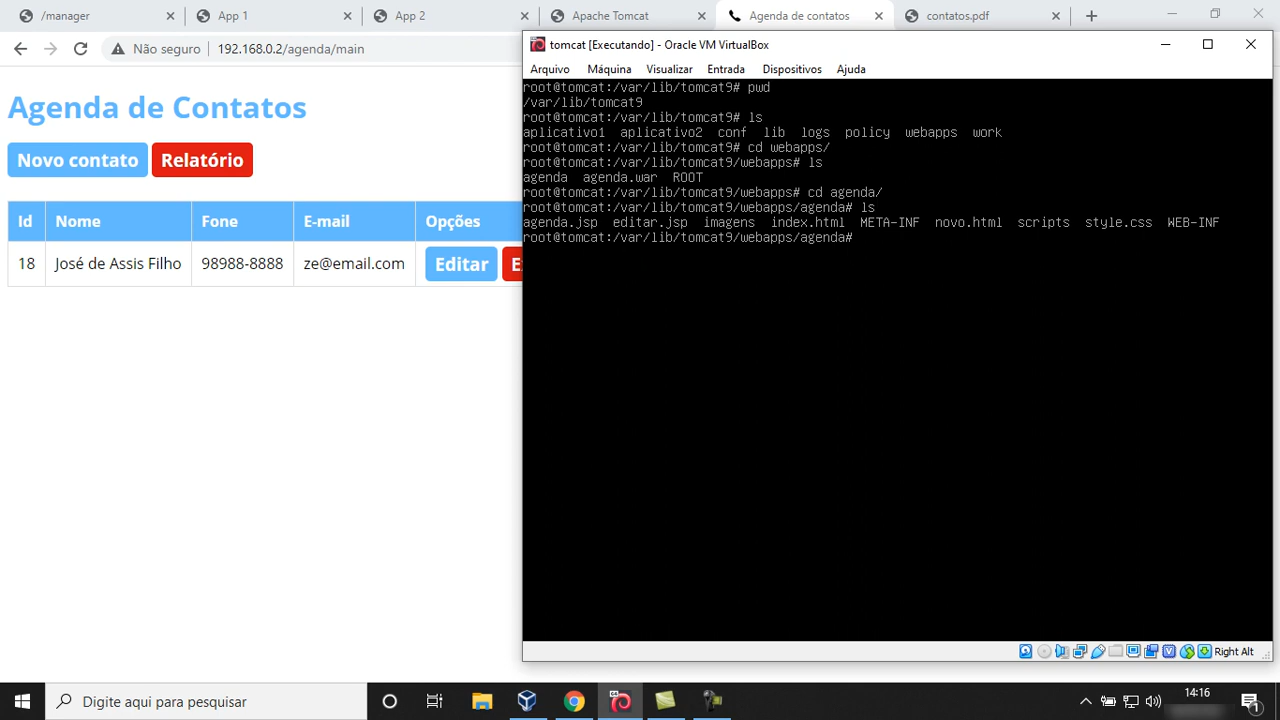 /manager
App 1
App 2
Apache Tomcat
Agenda de contatos
contatos.pdf
Não seguro
192.168.0.2/agenda/main
Agenda de Contatos
Novo contato
Relatório
Id Nome Fone E-mail Opções
18 José de Assis Filho 98988-8888 ze@email.com Editar E
tomcat [Executando] - Oracle VM VirtualBox
Arquivo Máquina Visualizar Entrada Dispositivos Ajuda
root@tomcat:/var/lib/tomcat9# pwd
/var/lib/tomcat9
root@tomcat:/var/lib/tomcat9# ls
aplicativo1 aplicativo2 conf lib logs policy webapps work
root@tomcat:/var/lib/tomcat9# cd webapps/
root@tomcat:/var/lib/tomcat9/webapps# ls
agenda agenda.war ROOT
root@tomcat:/var/lib/tomcat9/webapps# cd agenda/
root@tomcat:/var/lib/tomcat9/webapps/agenda# ls
agenda.jsp editar.jsp imagens index.html META-INF novo.html scripts style.css WEB-INF
root@tomcat:/var/lib/tomcat9/webapps/agenda#
Right Alt
Digite aqui para pesquisar
14:16